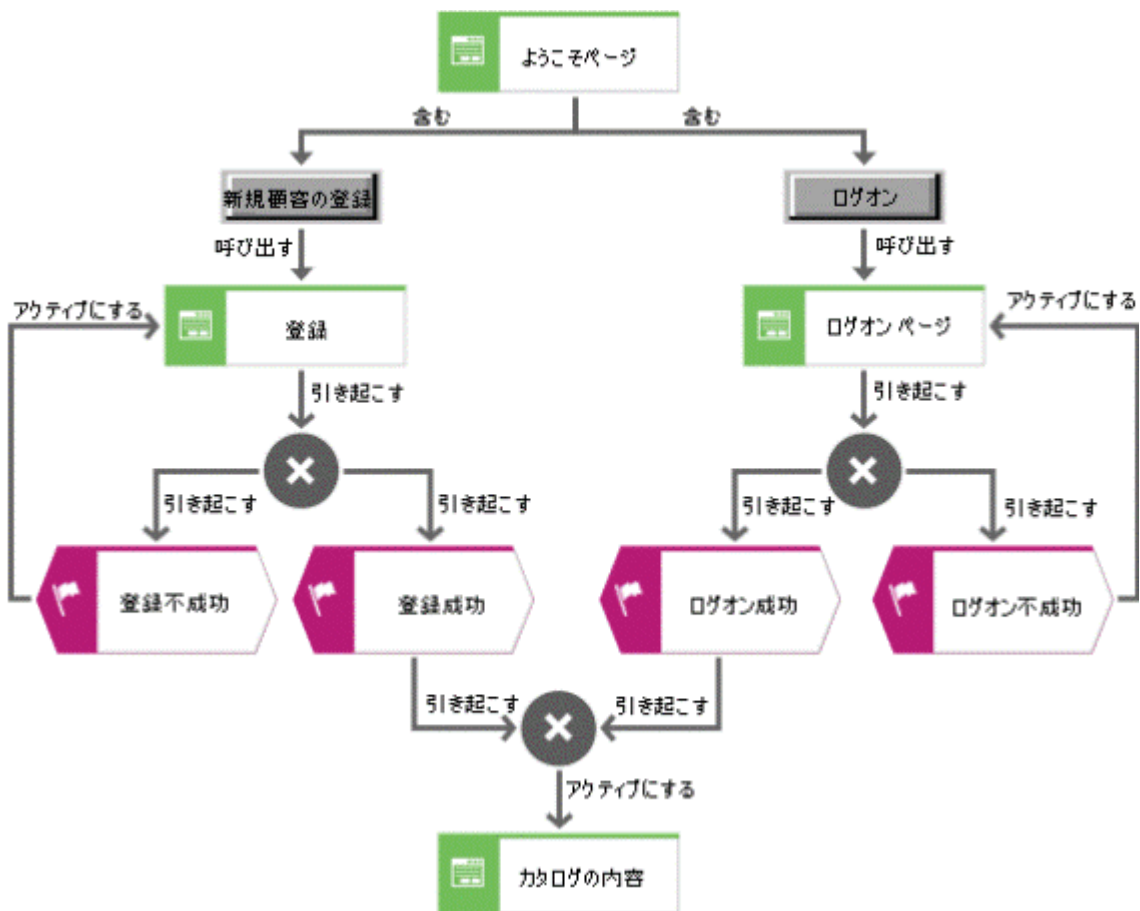 ようこそページ
含む
含む
新規顧客の登録
ログオン
呼び出す
呼び出す
アクティブにする
アクティブにする
登録
ログオン ページ
引き起こす
引き起こす
引き起こす
引き起こす
引き起こす
引き起こす
登録不成功
登録成功
ログオン成功
ログオン不成功
引き起こす
引き起こす
アクティブにする
カタログの内容